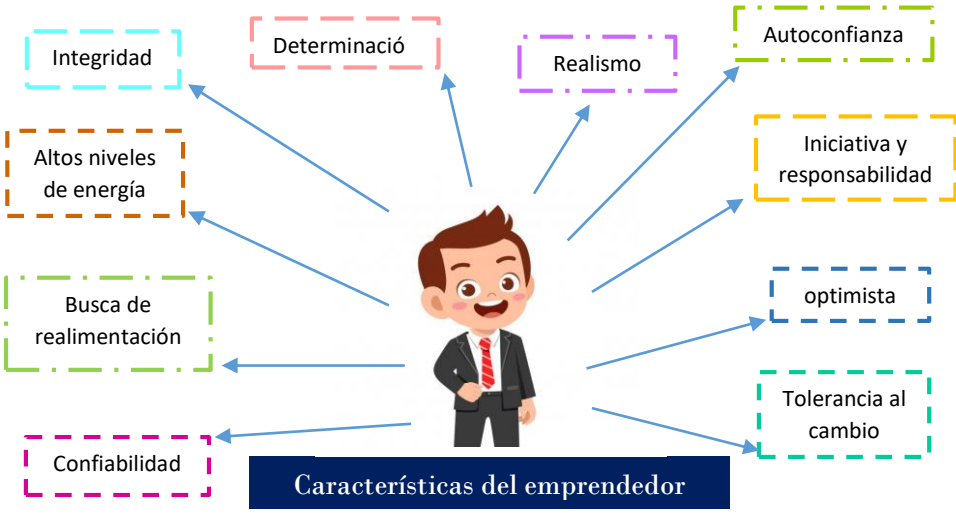 Integridad
Determinació
Realismo
Autoconfianza
Altos niveles
de energía
Iniciativa y
responsabilidad
Busca de
realimentación
optimista
Tolerancia al
cambio
Confiabilidad
Características del emprendedor